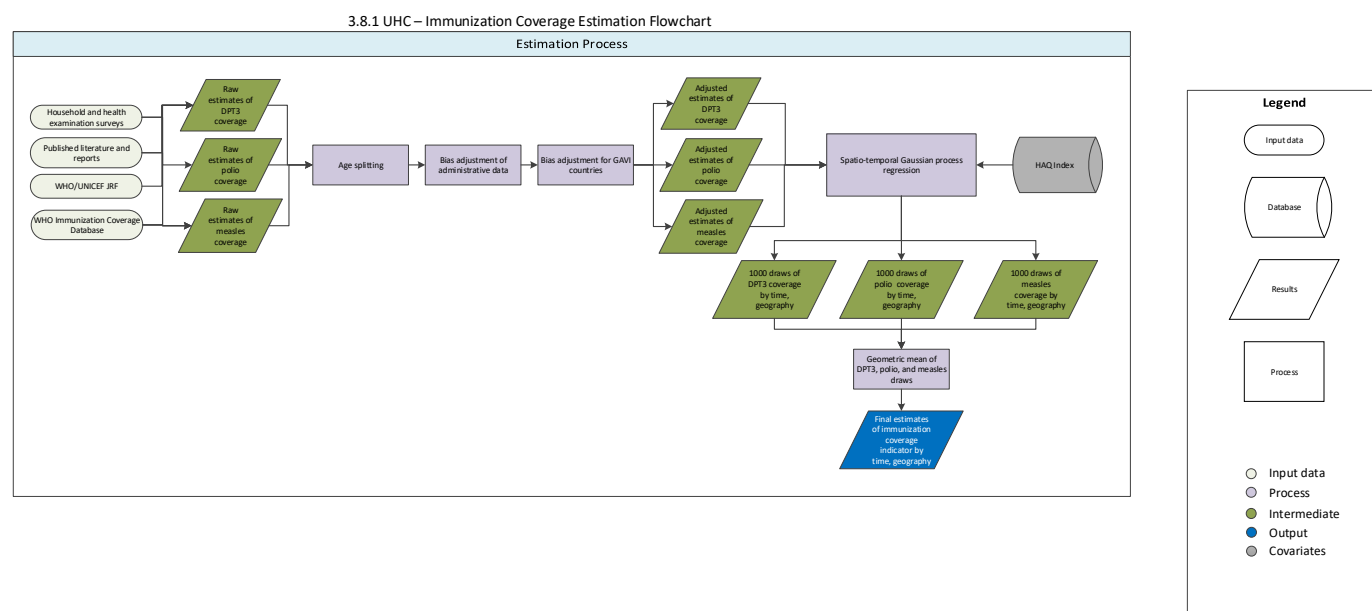 3.8.1 UHC – Immunization Coverage Estimation Flowchart
Estimation Process
Household and health
examination surveys
Published literature and
reports
WHO/UNICEF JRF
WHO Immunization Coverage
Database
Raw
estimates of
DPT3
coverage
Raw
estimates of
polio
coverage
Raw
estimates of
measles
coverage
Age splitting
Bias adjustment of
administrative data
Bias adjustment for GAVI
countries
Adjusted
estimates of
DPT3
coverage
Adjusted
estimates of
polio
coverage
Adjusted
estimates of
measles
coverage
Spatio-temporal Gaussian process
regression
HAQ Index
1000 draws of
DPT3 coverage
by time,
geography
1000 draws of
polio coverage
by time,
geography
1000 draws of
measles
coverage by
time, geography
Geometric mean of
DPT3, polio, and measles
draws
Final estimates
of immunization
coverage
indicator by
time, geography
Legend
Input data
Database
Results
Process
Input data
Process
Intermediate
Output
Covariates